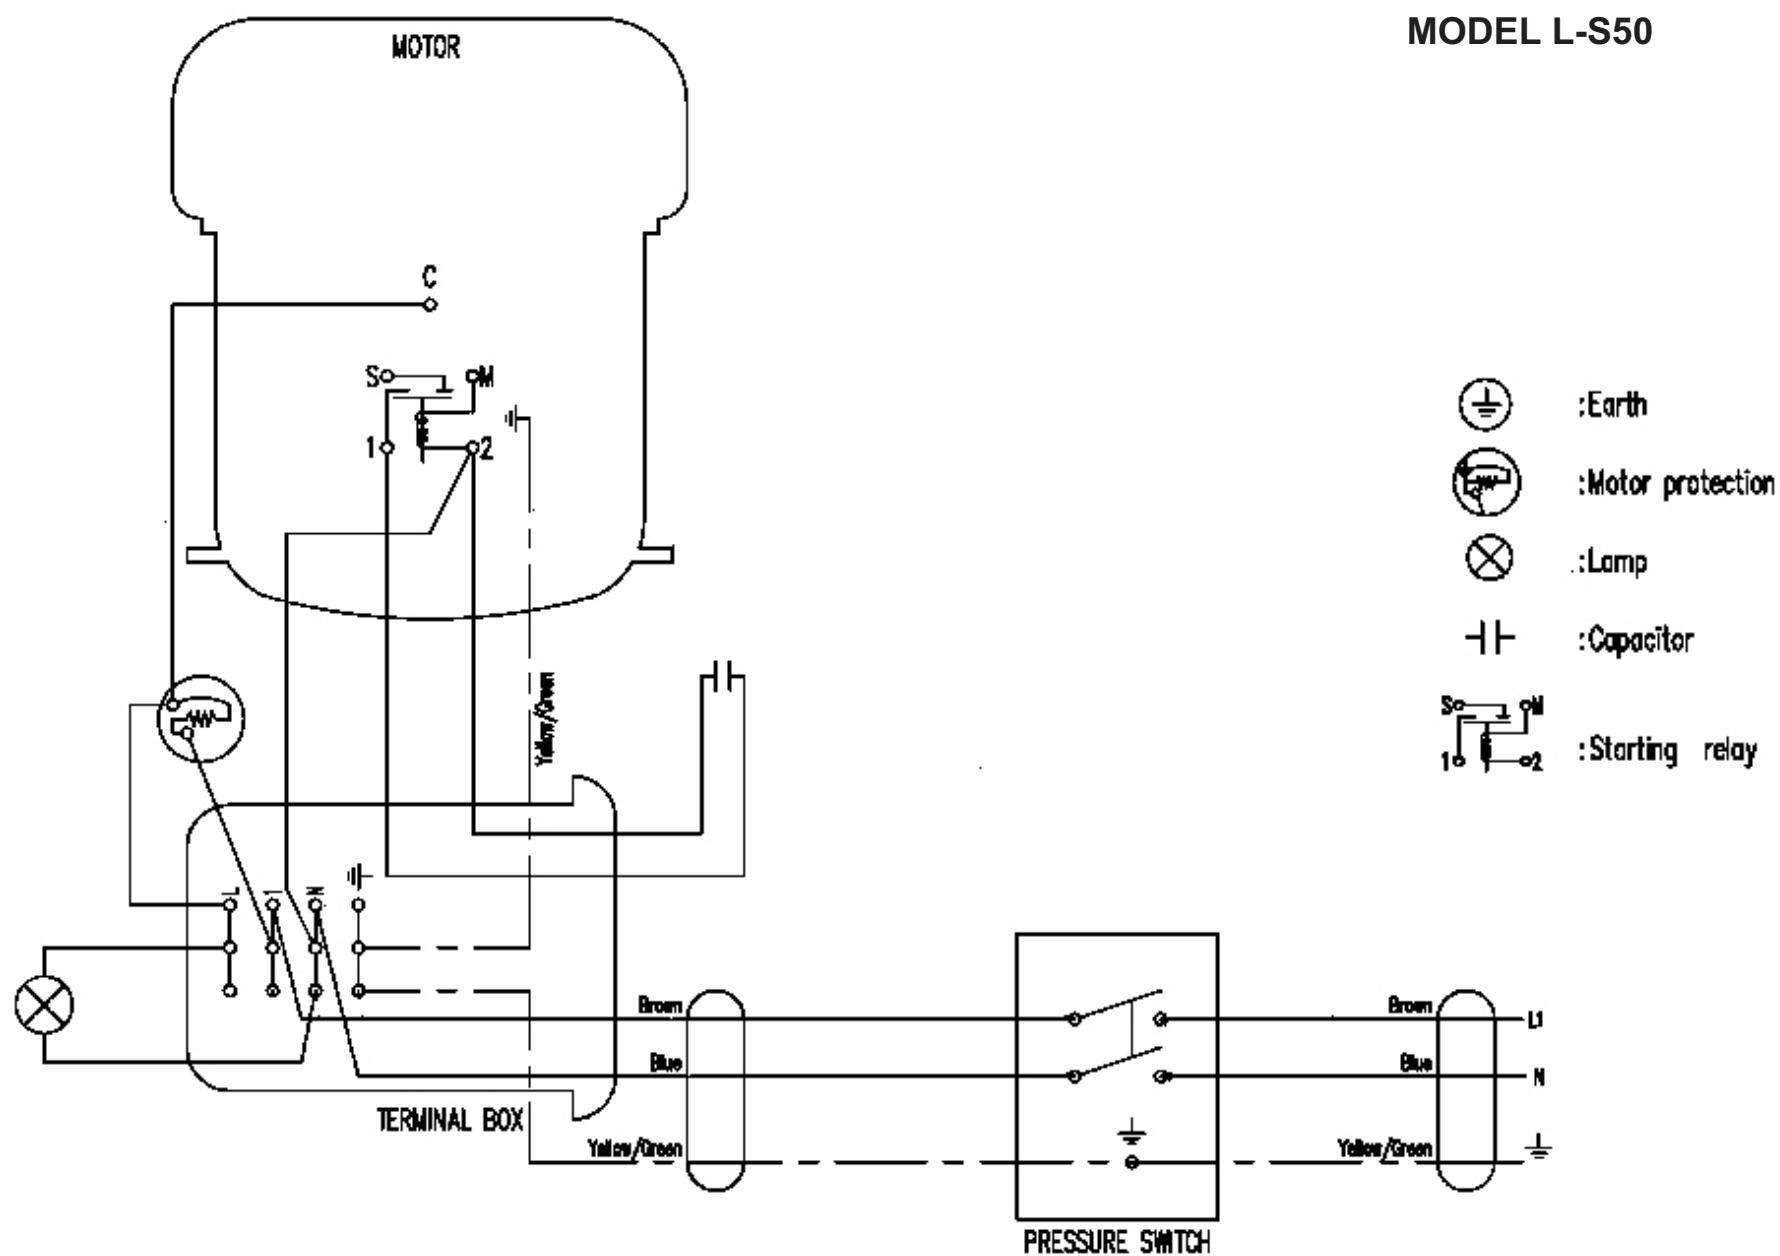 MODEL L-S50
MOTOR
C
S M
1 2
:Earth
:Motor protection
:Lamp
:Capacitor
S M
1 2 :Starting relay
Yellow/Green
L 1 N
Brown Brown L1
Blue Blue N
TERMINAL BOX
Yellow/Green Yellow/Green
PRESSURE SWITCH